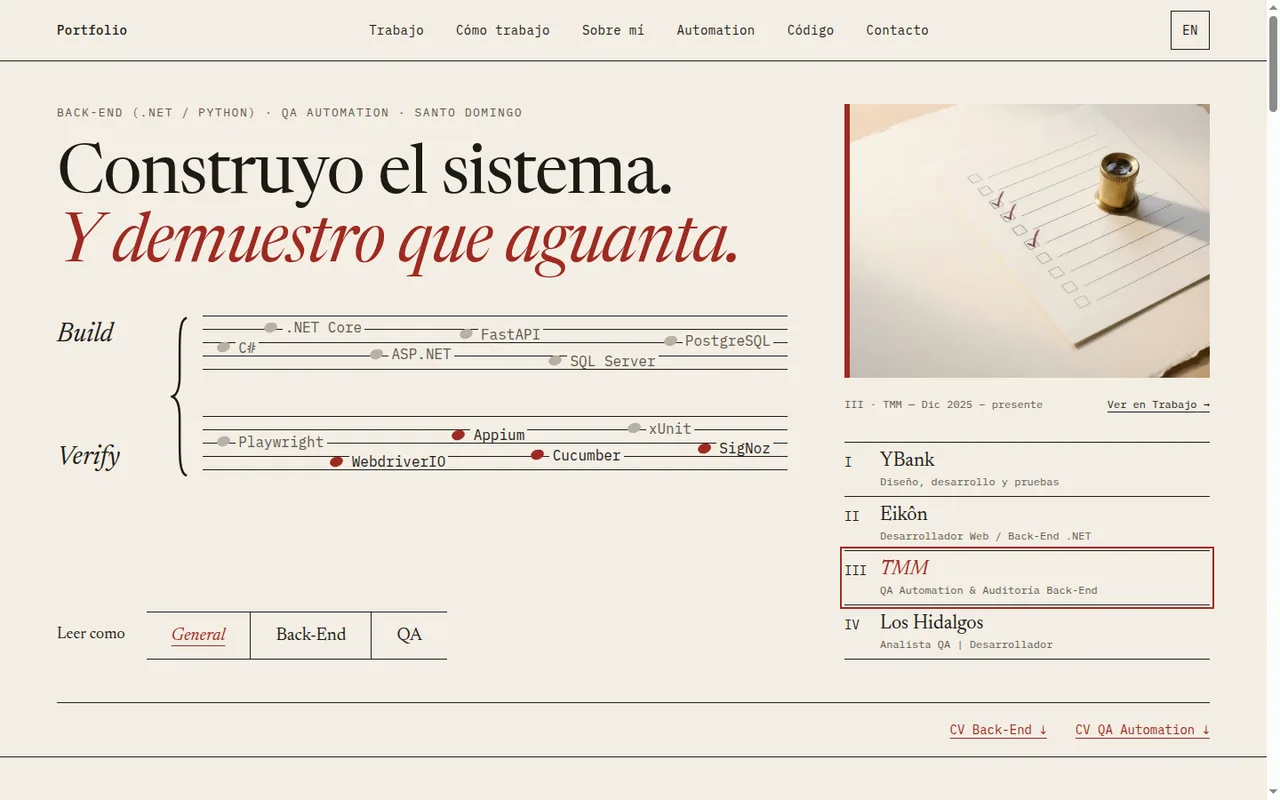 Portfolio
Trabajo Cómo trabajo Sobre mí Automation Código Contacto
EN
BACK-END (.NET / PYTHON) · QA AUTOMATION · SANTO DOMINGO
Construyo el sistema.
Y demuestro que aguanta.
Build
.NET Core FastAPI PostgreSQL
C# ASP.NET SQL Server
Verify
Playwright Appium xUnit
WebdriverIO Cucumber SigNoz
Leer como General Back-End QA
III · TMM — Dic 2025 – presente Ver en Trabajo →
I YBank
Diseño, desarrollo y pruebas
II Eikôn
Desarrollador Web / Back-End .NET
III TMM
QA Automation & Auditoría Back-End
IV Los Hidalgos
Analista QA | Desarrollador
CV Back-End ↓ CV QA Automation ↓